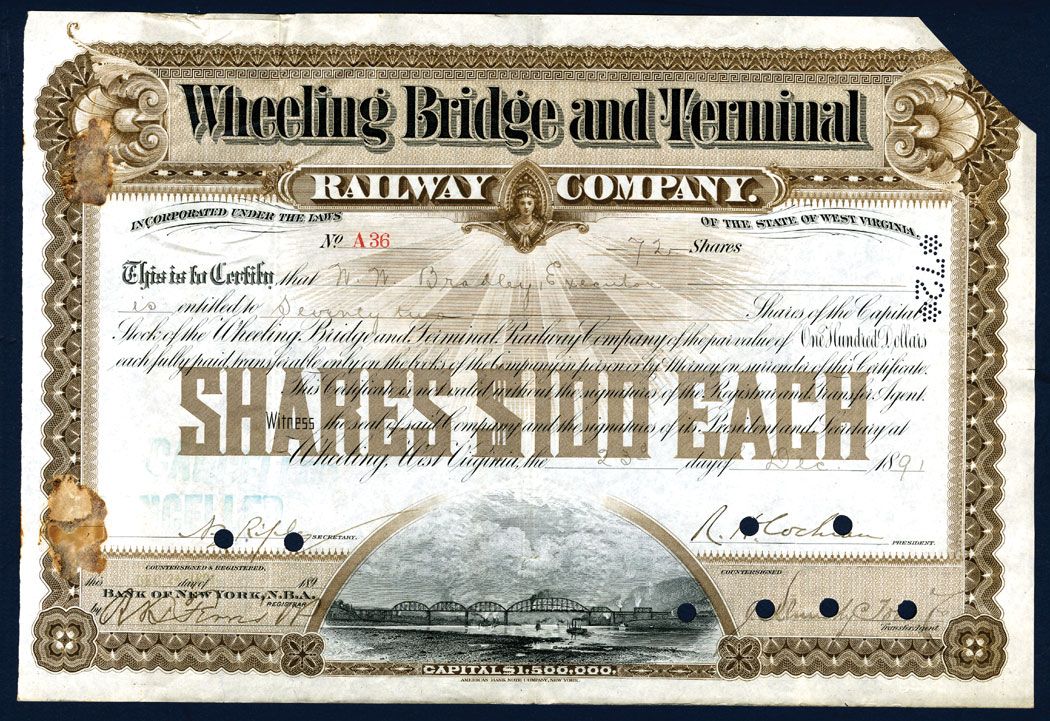 Wheeling Bridge and Terminal
RAILWAY COMPANY.
INCORPORATED UNDER THE LAWS OF THE STATE OF WEST VIRGINIA.
No A36 72 Shares
*72*
This is to Certify, that W. W. Bradley, Executor
is entitled to Seventy two Shares of the Capital
Stock of the Wheeling Bridge and Terminal Railway Company of the par value of One Hundred Dollars
each fully paid transferable only on the books of the Company in person or by Attorney on surrender of this Certificate.
This Certificate is not valid without the signatures of the Registrar and Transfer Agent.
SHARES $100 EACH
Witness the seal of said Company and the signatures of its President and Secretary at
Wheeling, West Virginia, the 23d day of Dec. 1891
SECRETARY.
R. H. Cochran PRESIDENT.
COUNTERSIGNED & REGISTERED,
this day of 189
BANK OF NEW YORK, N.B.A.
REGISTRAR
by
COUNTERSIGNED
Transfer Agent
CAPITAL $1,500,000.
AMERICAN BANK NOTE COMPANY, NEW YORK.